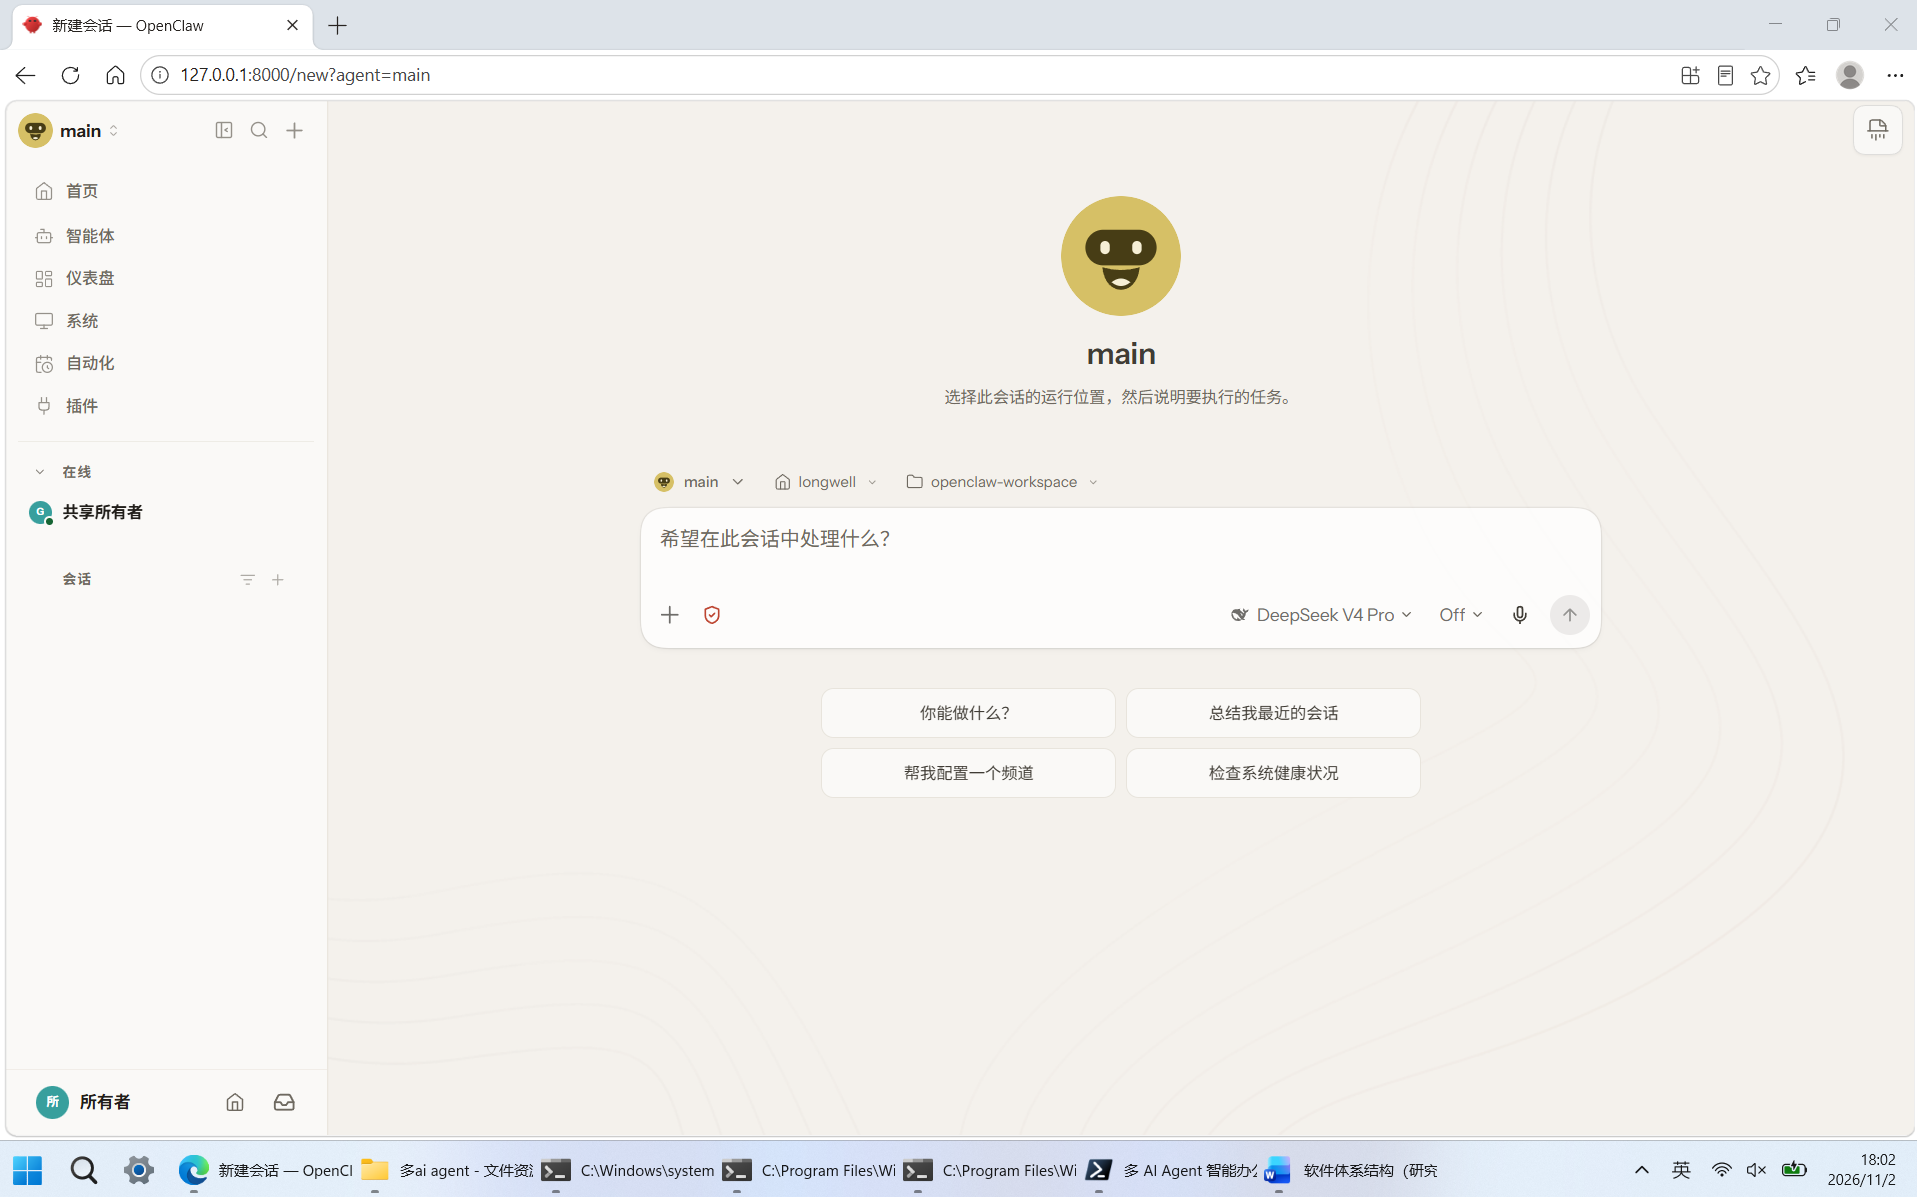 新建会话 — OpenClaw
127.0.0.1:8000/new?agent=main
main
首页
智能体
仪表盘
系统
自动化
插件
在线
G
共享所有者
会话
所
所有者
main
选择此会话的运行位置，然后说明要执行的任务。
main longwell openclaw-workspace
希望在此会话中处理什么？
DeepSeek V4 Pro Off
你能做什么？ 总结我最近的会话
帮我配置一个频道 检查系统健康状况
新建会话 — OpenCl 多ai agent - 文件资 C:\Windows\system C:\Program Files\Wi C:\Program Files\Wi 多 AI Agent 智能办 软件体系结构（研究
英
18:02
2026/11/2